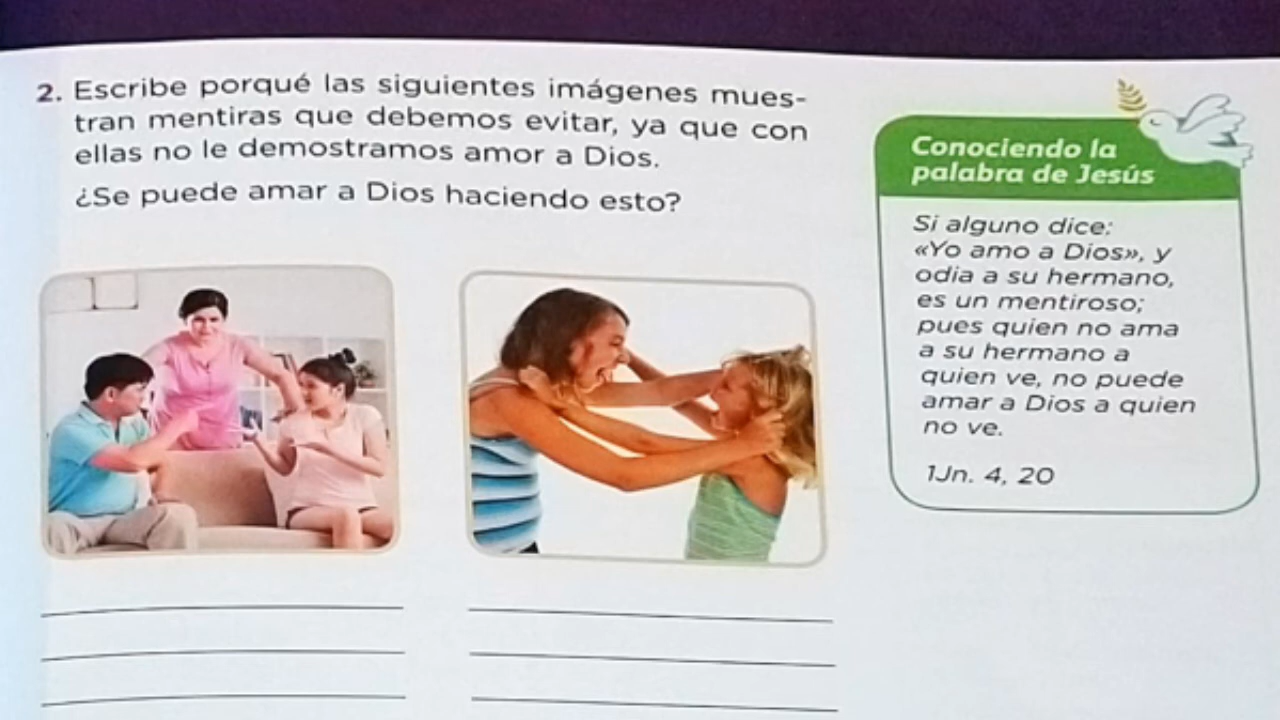 2. Escribe porqué las siguientes imágenes mues-
tran mentiras que debemos evitar, ya que con
ellas no le demostramos amor a Dios.
¿Se puede amar a Dios haciendo esto?
Conociendo la
palabra de Jesús
Si alguno dice:
«Yo amo a Dios», y
odia a su hermano,
es un mentiroso;
pues quien no ama
a su hermano a
quien ve, no puede
amar a Dios a quien
no ve.
1Jn. 4, 20